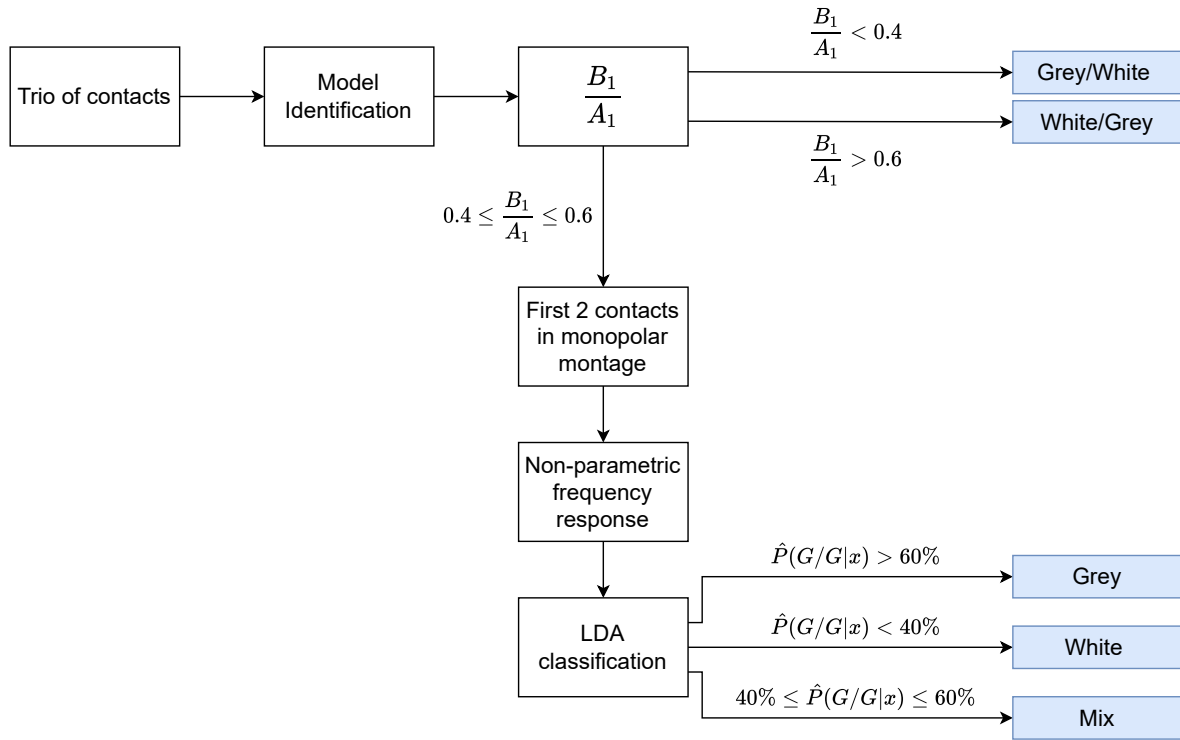 B₁/A₁ < 0.4
Trio of contacts
Model
Identification
B₁/A₁
Grey/White
White/Grey
B₁/A₁ > 0.6
0.4 ≤ B₁/A₁ ≤ 0.6
First 2 contacts
in monopolar
montage
Non-parametric
frequency
response
LDA
classification
P̂(G/G|x) > 60%
Grey
P̂(G/G|x) < 40%
White
40% ≤ P̂(G/G|x) ≤ 60%
Mix